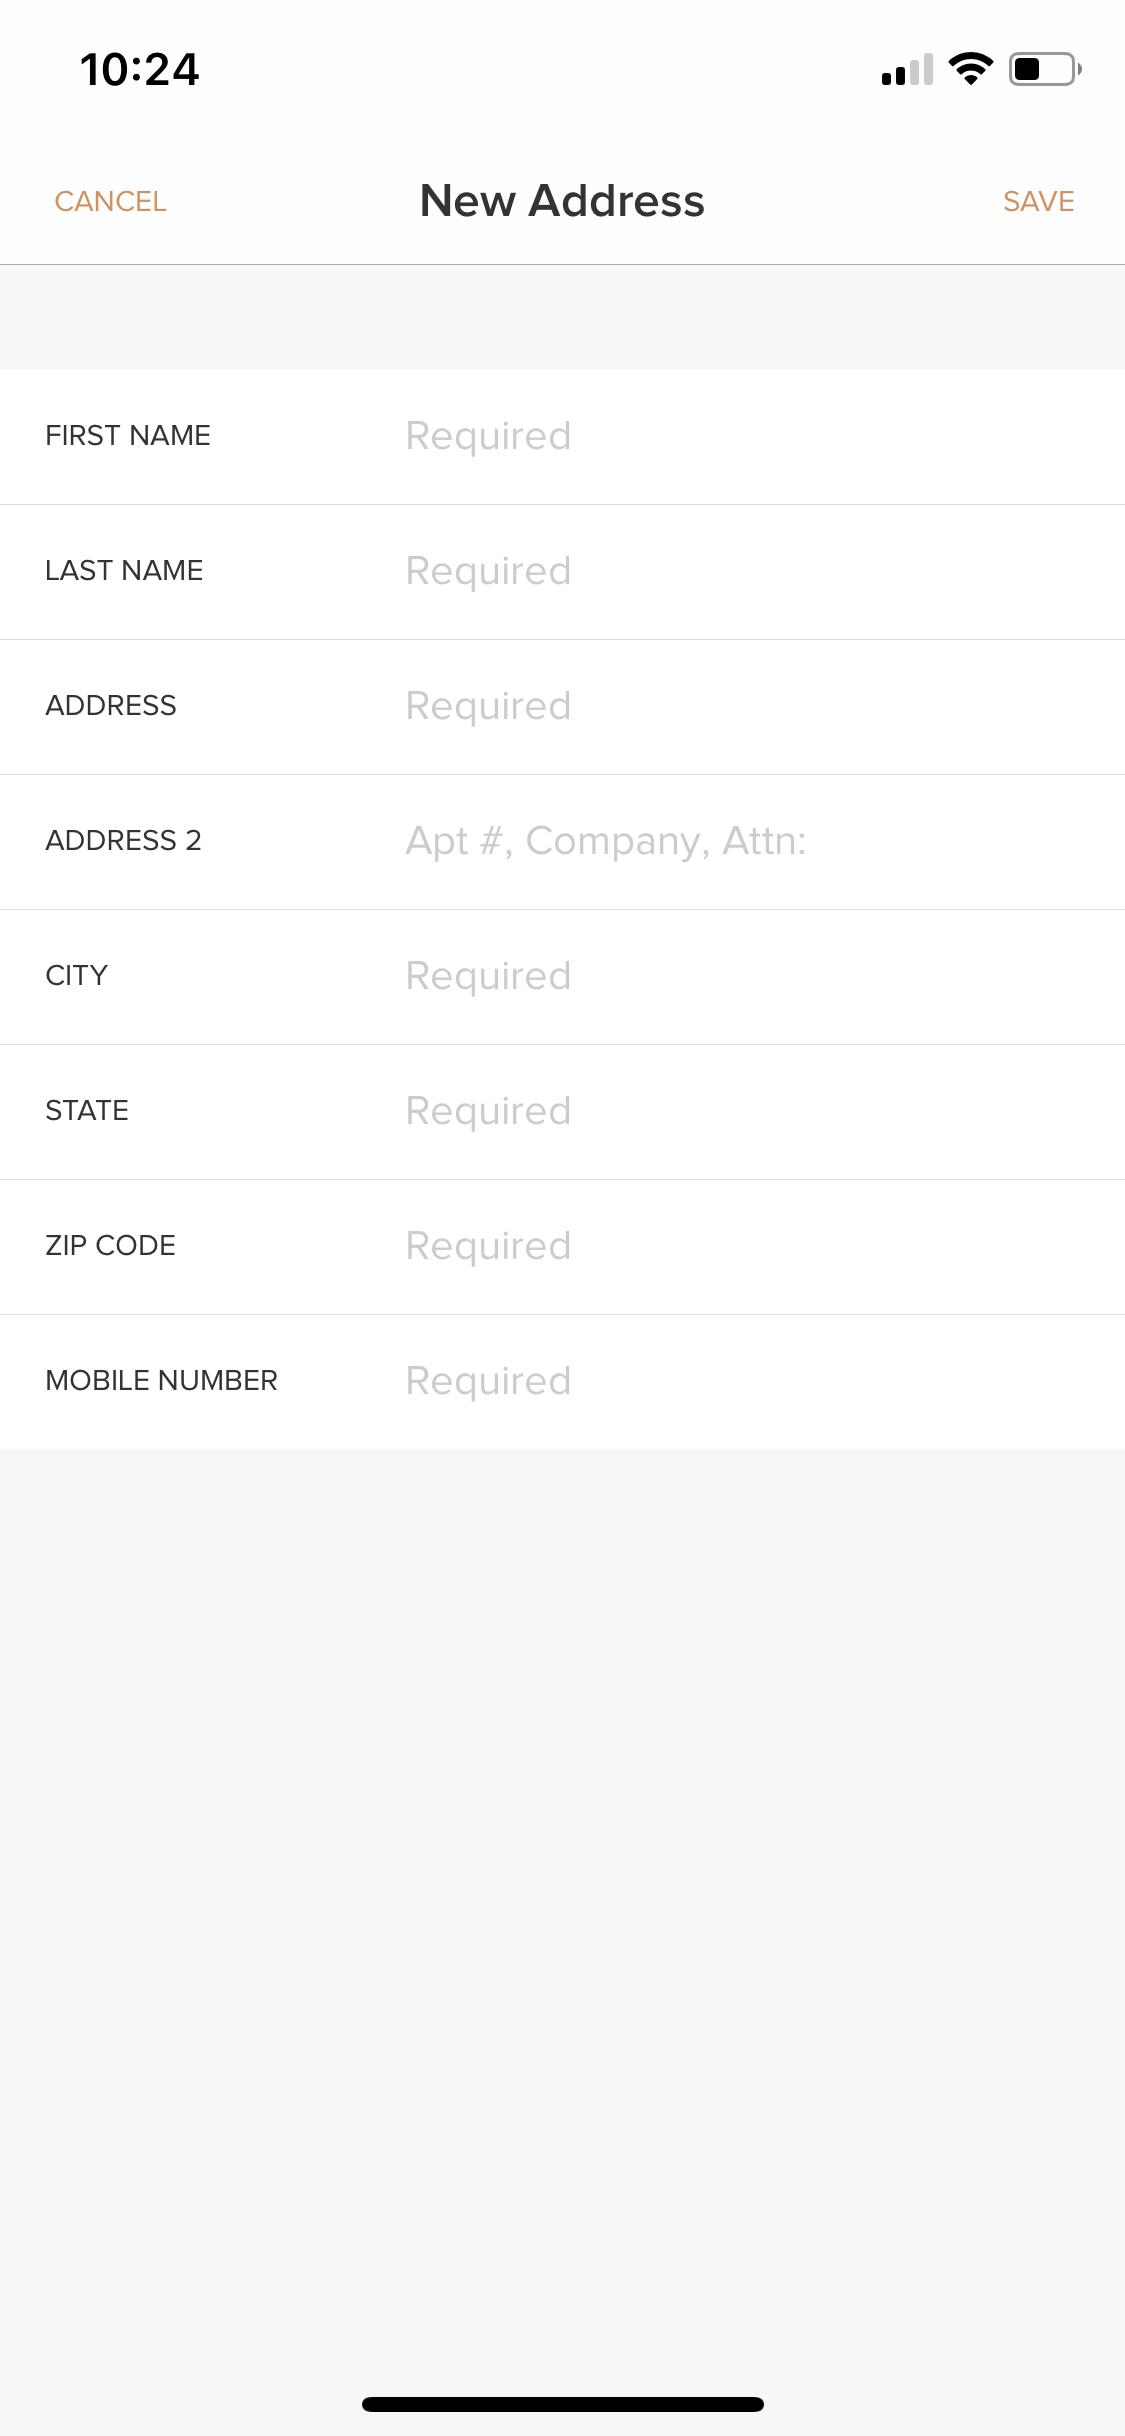 10:24
CANCEL New Address SAVE
FIRST NAME Required
LAST NAME Required
ADDRESS Required
ADDRESS 2 Apt #, Company, Attn:
CITY Required
STATE Required
ZIP CODE Required
MOBILE NUMBER Required